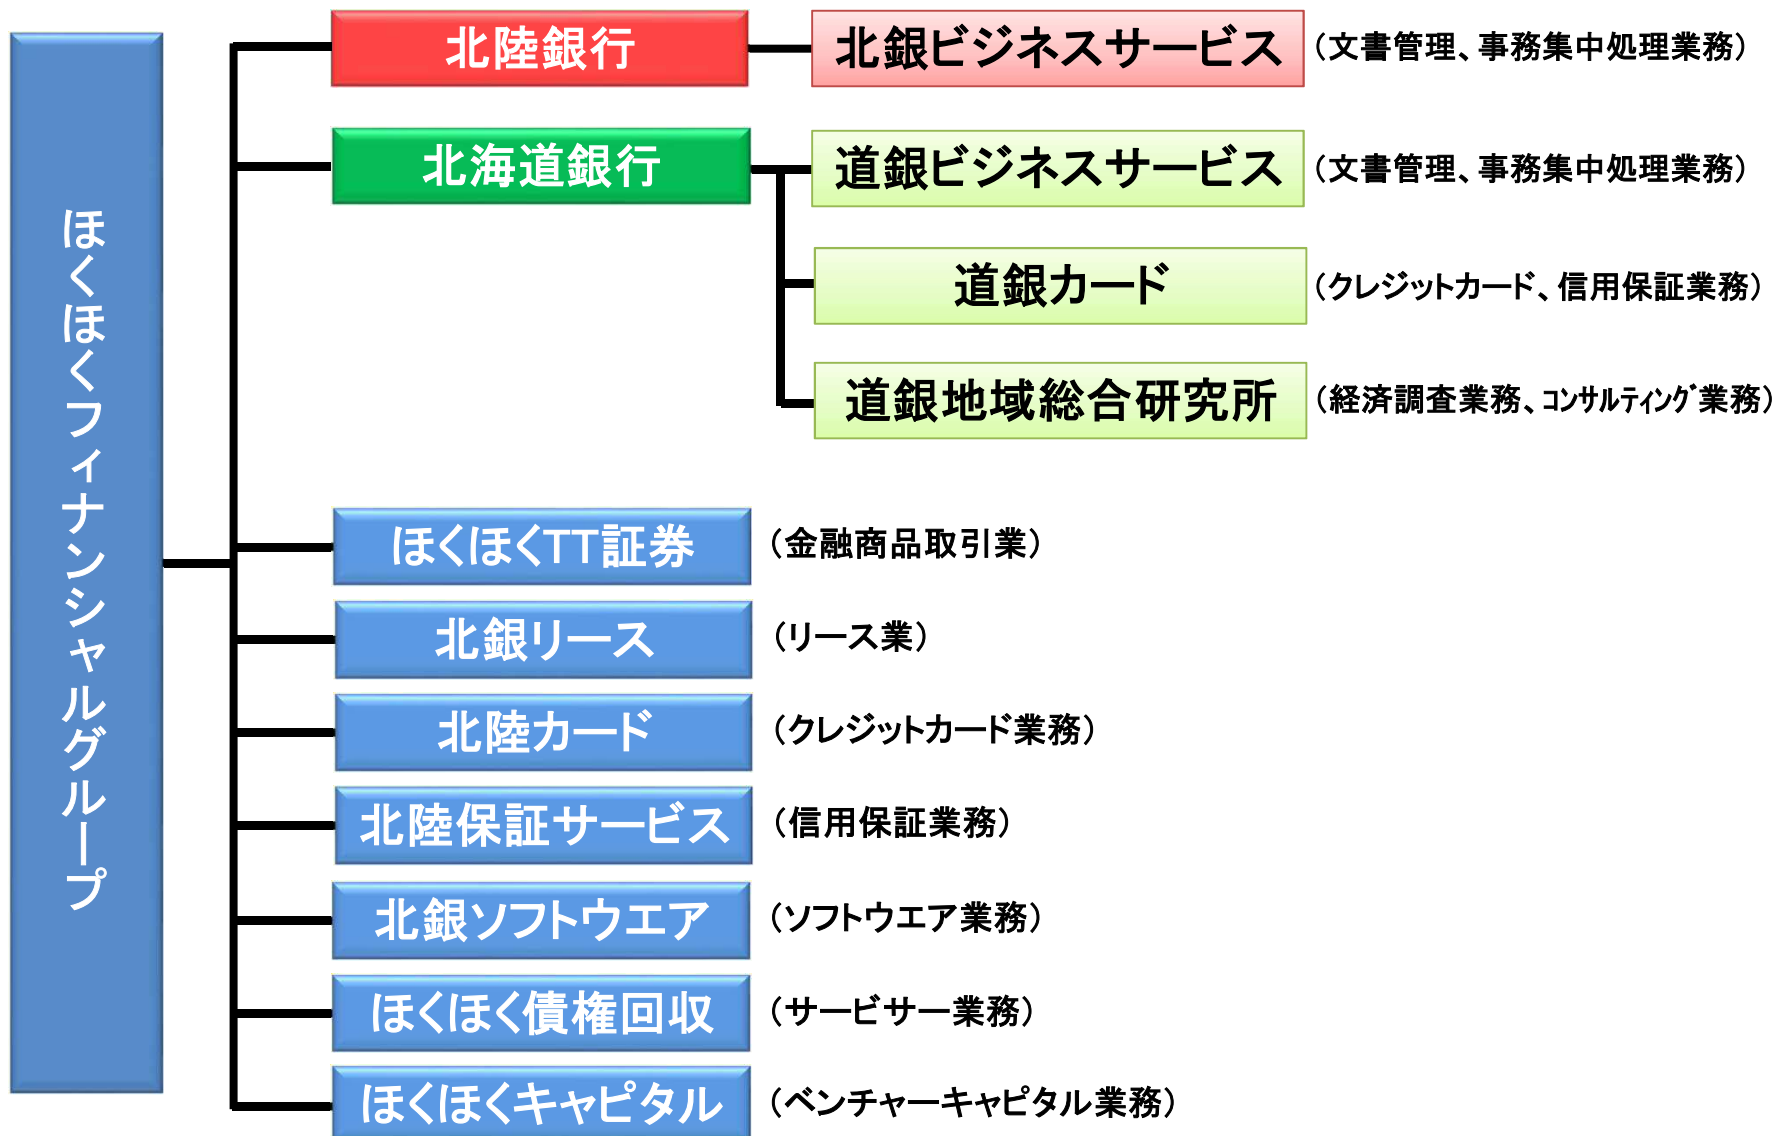 ほくほくフィナンシャルグループ
北陸銀行
北銀ビジネスサービス
（文書管理、事務集中処理業務）
北海道銀行
道銀ビジネスサービス
（文書管理、事務集中処理業務）
道銀カード
（クレジットカード、信用保証業務）
道銀地域総合研究所
（経済調査業務、ｺﾝｻﾙﾃｨﾝｸﾞ業務）
ほくほくTT証券
（金融商品取引業）
北銀リース
（リース業）
北陸カード
（クレジットカード業務）
北陸保証サービス
（信用保証業務）
北銀ソフトウエア
（ソフトウエア業務）
ほくほく債権回収
（サービサー業務）
ほくほくキャピタル
（ベンチャーキャピタル業務）